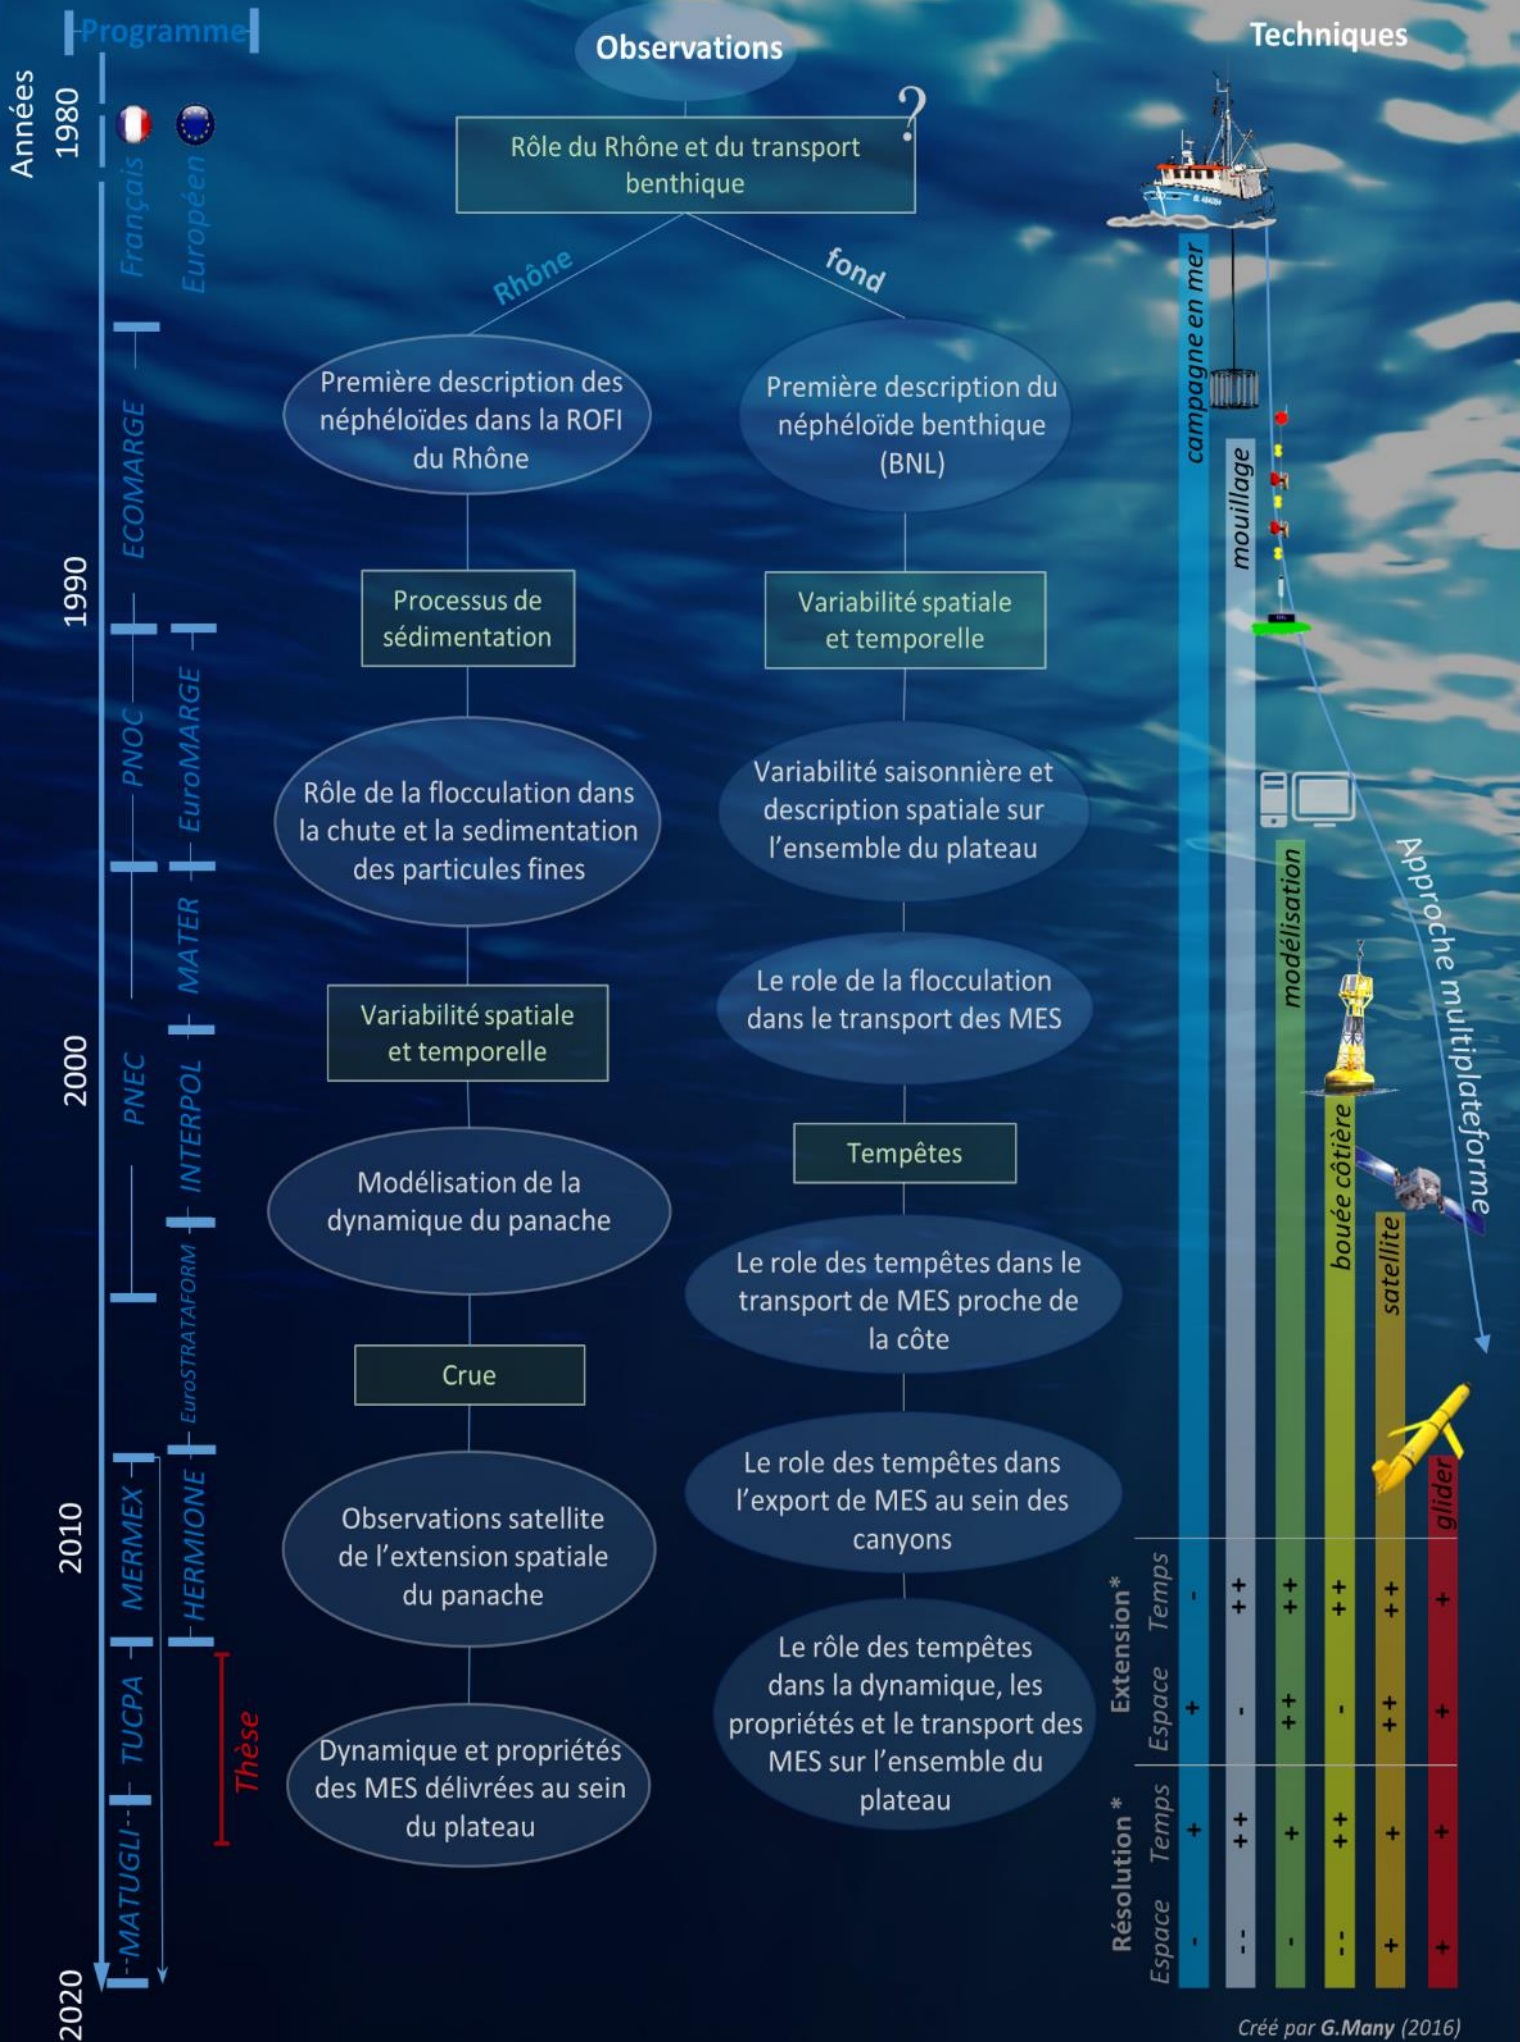 Programme
Observations
Techniques
Années
1980
1990
2000
2010
2020
Français
Européen
ECOMARGE
PNOC
EuroMARGE
MATER
PNEC
INTERPOL
EuroSTRATAFORM
MERMEX
HERMIONE
TUCPA
MATUGLI
Thèse
?
Rôle du Rhône et du transport
benthique
Rhône
fond
Première description des
néphéloïdes dans la ROFI
du Rhône
Processus de
sédimentation
Rôle de la flocculation dans
la chute et la sedimentation
des particules fines
Variabilité spatiale
et temporelle
Modélisation de la
dynamique du panache
Crue
Observations satellite
de l'extension spatiale
du panache
Dynamique et propriétés
des MES délivrées au sein
du plateau
Première description du
néphéloïde benthique
(BNL)
Variabilité spatiale
et temporelle
Variabilité saisonnière et
description spatiale sur
l'ensemble du plateau
Le role de la flocculation
dans le transport des MES
Tempêtes
Le role des tempêtes dans le
transport de MES proche de
la côte
Le role des tempêtes dans
l'export de MES au sein des
canyons
Le rôle des tempêtes
dans la dynamique, les
propriétés et le transport des
MES sur l'ensemble du
plateau
campagne en mer
mouillage
modélisation
bouée côtière
satellite
glider
Approche multiplateforme
Extension*
Temps
- ++ ++ ++ ++ +
Espace
+ - ++ - ++ +
Résolution *
Temps
+ ++ + ++ + +
Espace
- -- - -- + +
Créé par G.Many (2016)